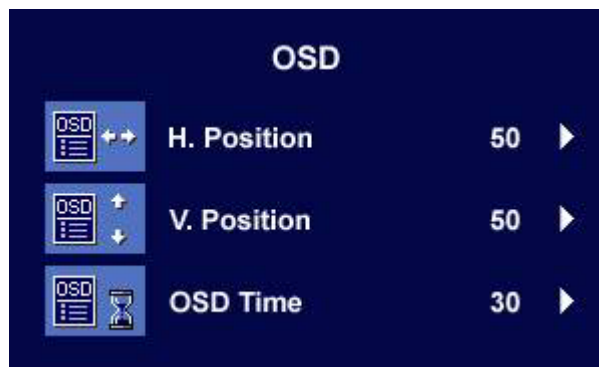 OSD
OSD H. Position 50
OSD V. Position 50
OSD OSD Time 30